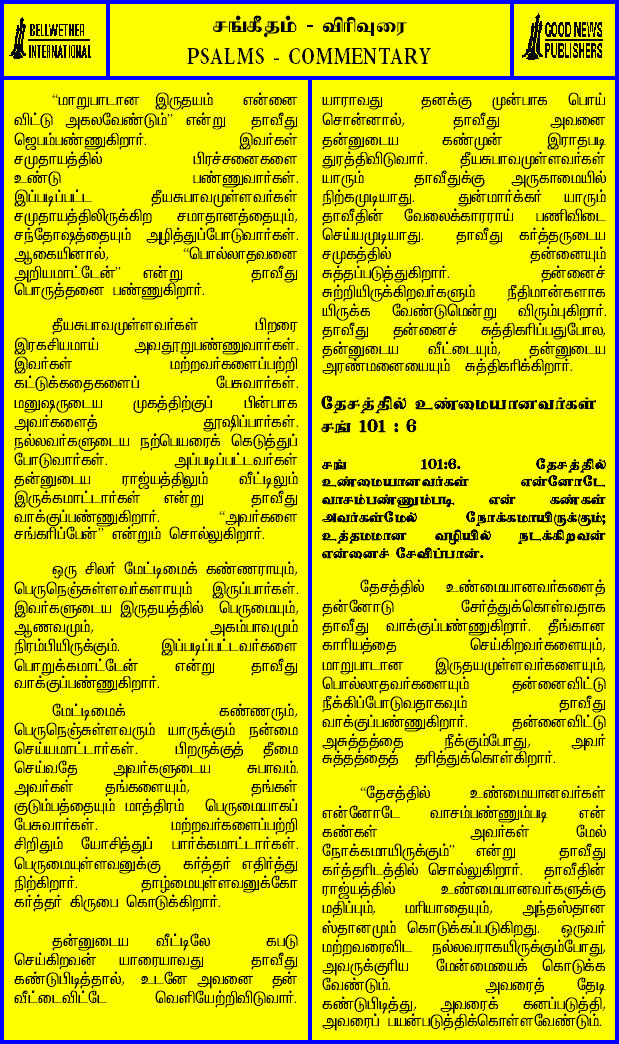 BELLWETHER
INTERNATIONAL
சங்கீதம் - விரிவுரை
PSALMS - COMMENTARY
GOOD NEWS
PUBLISHERS
“மாறுபாடான இருதயம் என்னை
விட்டு அகலவேண்டும்” என்று தாவீது
ஜெபம்பண்ணுகிறார். இவர்கள்
சமுதாயத்தில் பிரச்சனைகளை
உண்டு பண்ணுவார்கள்.
இப்படிப்பட்ட தீயசுபாவமுள்ளவர்கள்
சமுதாயத்திலிருக்கிற சமாதானத்தையும்,
சந்தோஷத்தையும் அழித்துப்போடுவார்கள்.
ஆகையினால், “பொல்லாதவனை
அறியமாட்டேன்” என்று தாவீது
பொருத்தனை பண்ணுகிறார்.
தீயசுபாவமுள்ளவர்கள் பிறரை
இரகசியமாய் அவதூறுபண்ணுவார்கள்.
இவர்கள் மற்றவர்களைப்பற்றி
கட்டுக்கதைகளைப் பேசுவார்கள்.
மனுஷருடைய முகத்திற்குப் பின்பாக
அவர்களைத் தூஷிப்பார்கள்.
நல்லவர்களுடைய நற்பெயரைக் கெடுத்துப்
போடுவார்கள். அப்படிப்பட்டவர்கள்
தன்னுடைய ராஜ்யத்திலும் வீட்டிலும்
இருக்கமாட்டார்கள் என்று தாவீது
வாக்குப்பண்ணுகிறார். “அவர்களை
சங்கரிப்பேன்” என்றும் சொல்லுகிறார்.
ஒரு சிலர் மேட்டிமைக் கண்ணராயும்,
பெருநெஞ்சுள்ளவர்களாயும் இருப்பார்கள்.
இவர்களுடைய இருதயத்தில் பெருமையும்,
ஆணவமும், அகம்பாவமும்
நிரம்பியிருக்கும். இப்படிப்பட்டவர்களை
பொறுக்கமாட்டேன் என்று தாவீது
வாக்குப்பண்ணுகிறார்.
மேட்டிமைக் கண்ணரும்,
பெருநெஞ்சுள்ளவரும் யாருக்கும் நன்மை
செய்யமாட்டார்கள். பிறருக்குத் தீமை
செய்வதே அவர்களுடைய சுபாவம்.
அவர்கள் தங்களையும், தங்கள்
குடும்பத்தையும் மாத்திரம் பெருமையாகப்
பேசுவார்கள். மற்றவர்களைப்பற்றி
சிறிதும் யோசித்துப் பார்க்கமாட்டார்கள்.
பெருமையுள்ளவனுக்கு கர்த்தர் எதிர்த்து
நிற்கிறார். தாழ்மையுள்ளவனுக்கோ
கர்த்தர் கிருபை கொடுக்கிறார்.
தன்னுடைய வீட்டிலே கபடு
செய்கிறவன் யாரையாவது தாவீது
கண்டுபிடித்தால், உடனே அவனை தன்
வீட்டைவிட்டே வெளியேற்றிவிடுவார்.
யாராவது தனக்கு முன்பாக பொய்
சொன்னால், தாவீது அவனை
தன்னுடைய கண்முன் இராதபடி
துரத்திவிடுவார். தீயசுபாவமுள்ளவர்கள்
யாரும் தாவீதுக்கு அருகாமையில்
நிற்கமுடியாது. துன்மார்க்கர் யாரும்
தாவீதின் வேலைக்காரராய் பணிவிடை
செய்யமுடியாது. தாவீது கர்த்தருடைய
சமுகத்தில் தன்னையும்
சுத்தப்படுத்துகிறார். தன்னைச்
சுற்றியிருக்கிறவர்களும் நீதிமான்களாக
யிருக்க வேண்டுமென்று விரும்புகிறார்.
தாவீது தன்னைச் சுத்திகரிப்பதுபோல,
தன்னுடைய வீட்டையும், தன்னுடைய
அரண்மனையையும் சுத்திகரிக்கிறார்.
தேசத்தில் உண்மையானவர்கள்
சங் 101 : 6
சங் 101:6. தேசத்தில்
உண்மையானவர்கள் என்னோடே
வாசம்பண்ணும்படி என் கண்கள்
அவர்கள்மேல் நோக்கமாயிருக்கும்;
உத்தமமான வழியில் நடக்கிறவன்
என்னைச் சேவிப்பான்.
தேசத்தில் உண்மையானவர்களைத்
தன்னோடு சேர்த்துக்கொள்வதாக
தாவீது வாக்குப்பண்ணுகிறார். தீங்கான
காரியத்தை செய்கிறவர்களையும்,
மாறுபாடான இருதயமுள்ளவர்களையும்,
பொல்லாதவர்களையும் தன்னைவிட்டு
நீக்கிப்போடுவதாகவும் தாவீது
வாக்குப்பண்ணுகிறார். தன்னைவிட்டு
அசுத்தத்தை நீக்கும்போது, அவர்
சுத்தத்தைத் தரித்துக்கொள்கிறார்.
“தேசத்தில் உண்மையானவர்கள்
என்னோடே வாசம்பண்ணும்படி என்
கண்கள் அவர்கள் மேல்
நோக்கமாயிருக்கும்” என்று தாவீது
கர்த்தரிடத்தில் சொல்லுகிறார். தாவீதின்
ராஜ்யத்தில் உண்மையானவர்களுக்கு
மதிப்பும், மரியாதையும், அந்தஸ்தான
ஸ்தானமும் கொடுக்கப்படுகிறது. ஒருவர்
மற்றவரைவிட நல்லவராகயிருக்கும்போது,
அவருக்குரிய மேன்மையைக் கொடுக்க
வேண்டும். அவரைத் தேடி
கண்டுபிடித்து, அவரைக் கனப்படுத்தி,
அவரைப் பயன்படுத்திக்கொள்ளவேண்டும்.